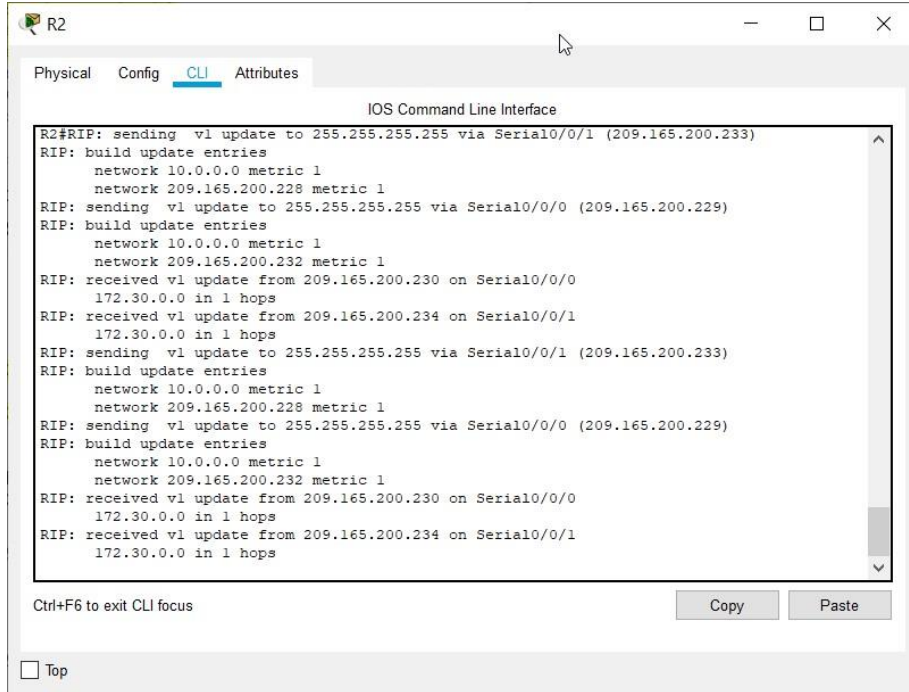 R2
Physical Config CLI Attributes
IOS Command Line Interface
R2#RIP: sending  v1 update to 255.255.255.255 via Serial0/0/1 (209.165.200.233)
RIP: build update entries
      network 10.0.0.0 metric 1
      network 209.165.200.228 metric 1
RIP: sending  v1 update to 255.255.255.255 via Serial0/0/0 (209.165.200.229)
RIP: build update entries
      network 10.0.0.0 metric 1
      network 209.165.200.232 metric 1
RIP: received v1 update from 209.165.200.230 on Serial0/0/0
      172.30.0.0 in 1 hops
RIP: received v1 update from 209.165.200.234 on Serial0/0/1
      172.30.0.0 in 1 hops
RIP: sending  v1 update to 255.255.255.255 via Serial0/0/1 (209.165.200.233)
RIP: build update entries
      network 10.0.0.0 metric 1
      network 209.165.200.228 metric 1
RIP: sending  v1 update to 255.255.255.255 via Serial0/0/0 (209.165.200.229)
RIP: build update entries
      network 10.0.0.0 metric 1
      network 209.165.200.232 metric 1
RIP: received v1 update from 209.165.200.230 on Serial0/0/0
      172.30.0.0 in 1 hops
RIP: received v1 update from 209.165.200.234 on Serial0/0/1
      172.30.0.0 in 1 hops
Ctrl+F6 to exit CLI focus
Copy Paste
Top